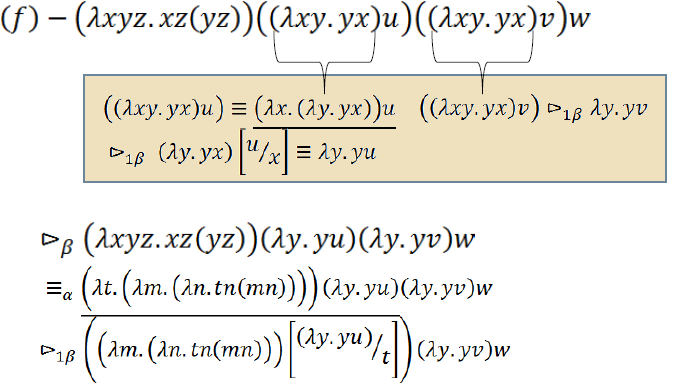 (f) − (λxyz. xz(yz))((λxy. yx)u)((λxy. yx)v)w
((λxy. yx)u) ≡ (λx. (λy. yx))u ((λxy. yx)v) ⊳₁ᵦ λy. yv
⊳₁ᵦ (λy. yx) [u/x] ≡ λy. yu
⊳ᵦ (λxyz. xz(yz))(λy. yu)(λy. yv)w
≡α (λt. (λm. (λn. tn(mn)))) (λy. yu)(λy. yv)w
⊳₁ᵦ ((λm. (λn. tn(mn))) [(λy. yu)/t]) (λy. yv)w